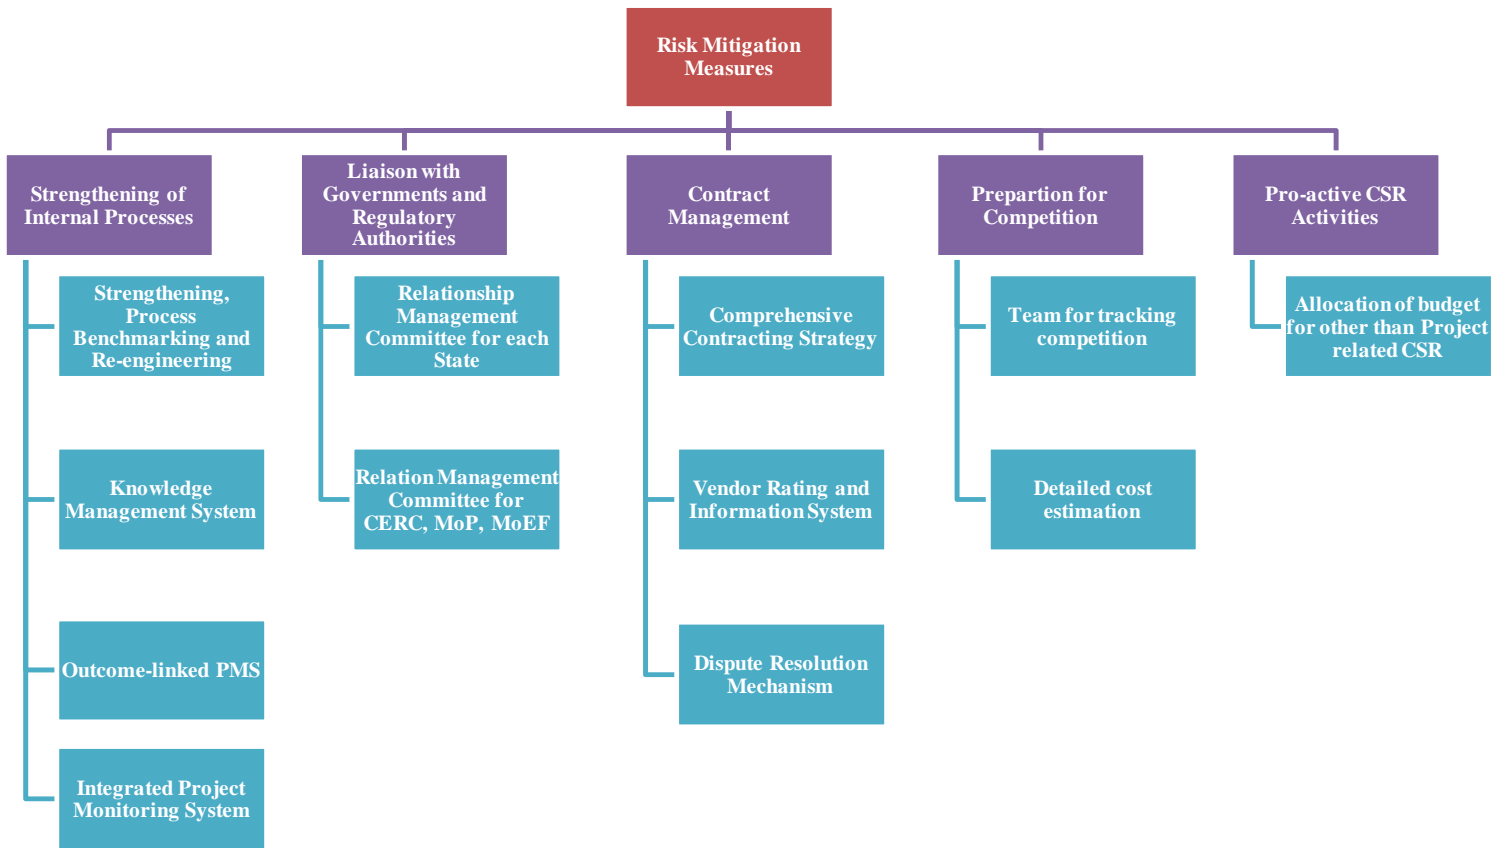 Risk Mitigation
Measures
Strengthening of
Internal Processes
Liaison with
Governments and
Regulatory
Authorities
Contract
Management
Prepartion for
Competition
Pro-active CSR
Activities
Strengthening,
Process
Benchmarking and
Re-engineering
Relationship
Management
Committee for each
State
Comprehensive
Contracting Strategy
Team for tracking
competition
Allocation of budget
for other than Project
related CSR
Knowledge
Management System
Relation Management
Committee for
CERC, MoP, MoEF
Vendor Rating and
Information System
Detailed cost
estimation
Outcome-linked PMS
Dispute Resolution
Mechanism
Integrated Project
Monitoring System